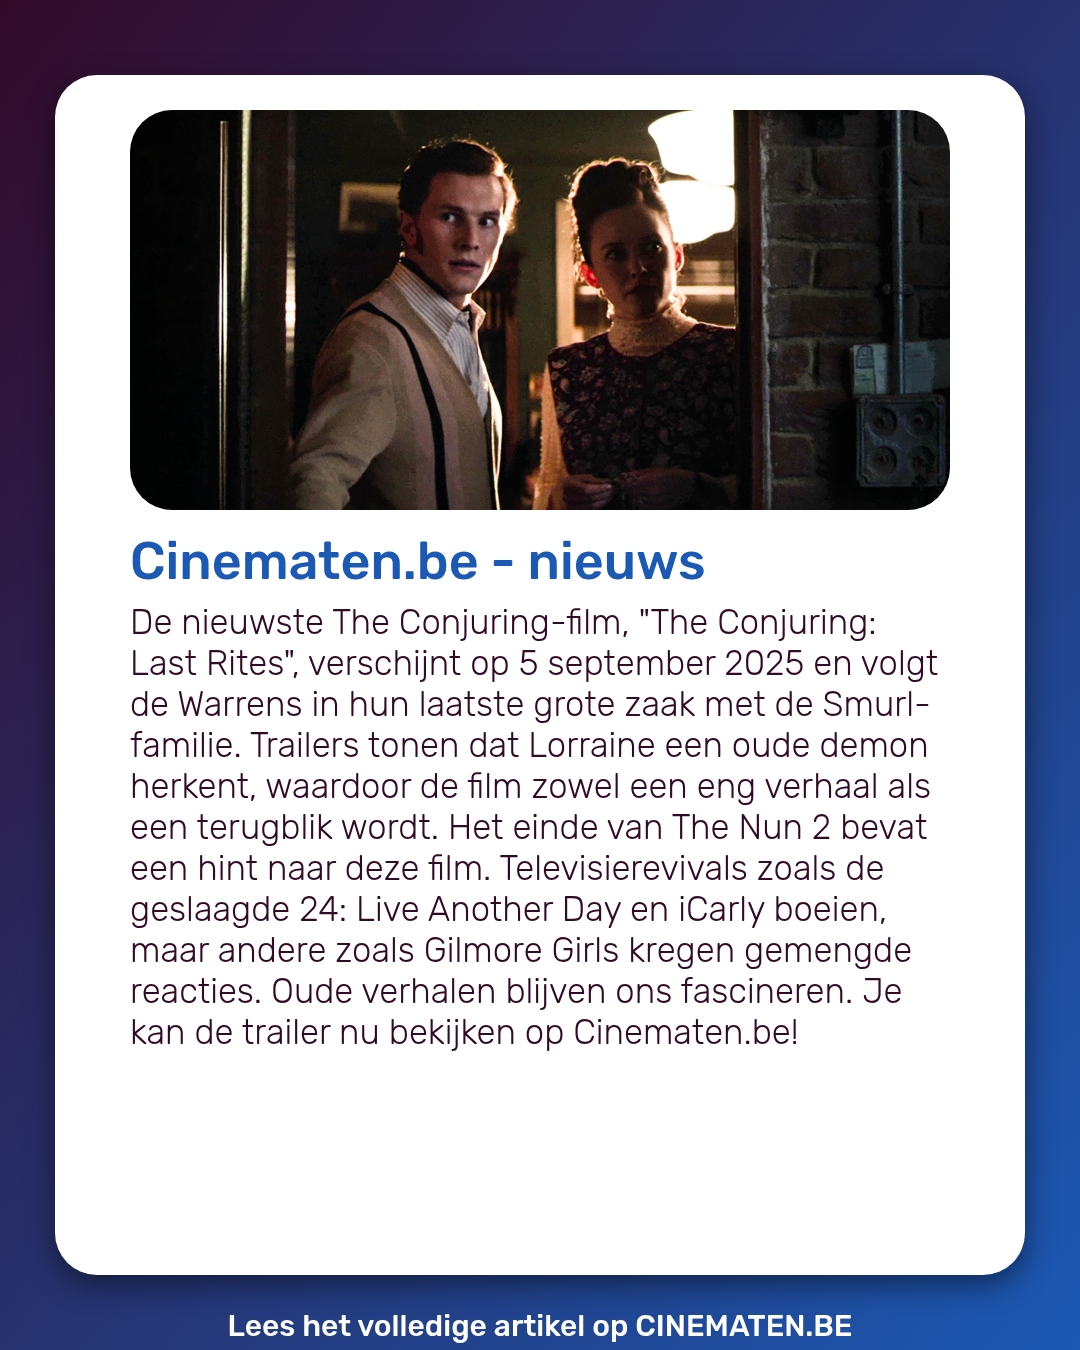 Cinematen.be - nieuws
De nieuwste The Conjuring-film, "The Conjuring:
Last Rites", verschijnt op 5 september 2025 en volgt
de Warrens in hun laatste grote zaak met de Smurl-
familie. Trailers tonen dat Lorraine een oude demon
herkent, waardoor de film zowel een eng verhaal als
een terugblik wordt. Het einde van The Nun 2 bevat
een hint naar deze film. Televisierevivals zoals de
geslaagde 24: Live Another Day en iCarly boeien,
maar andere zoals Gilmore Girls kregen gemengde
reacties. Oude verhalen blijven ons fascineren. Je
kan de trailer nu bekijken op Cinematen.be!
Lees het volledige artikel op CINEMATEN.BE